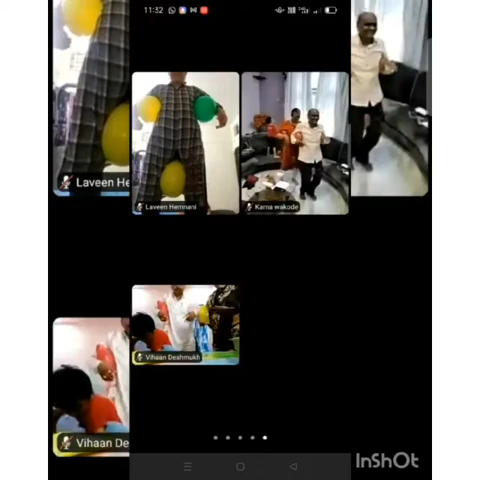 11:32
Laveen He
Laveen Hemnani
Karna wakode
Vihaan Deshmukh
Vihaan De
InShOt